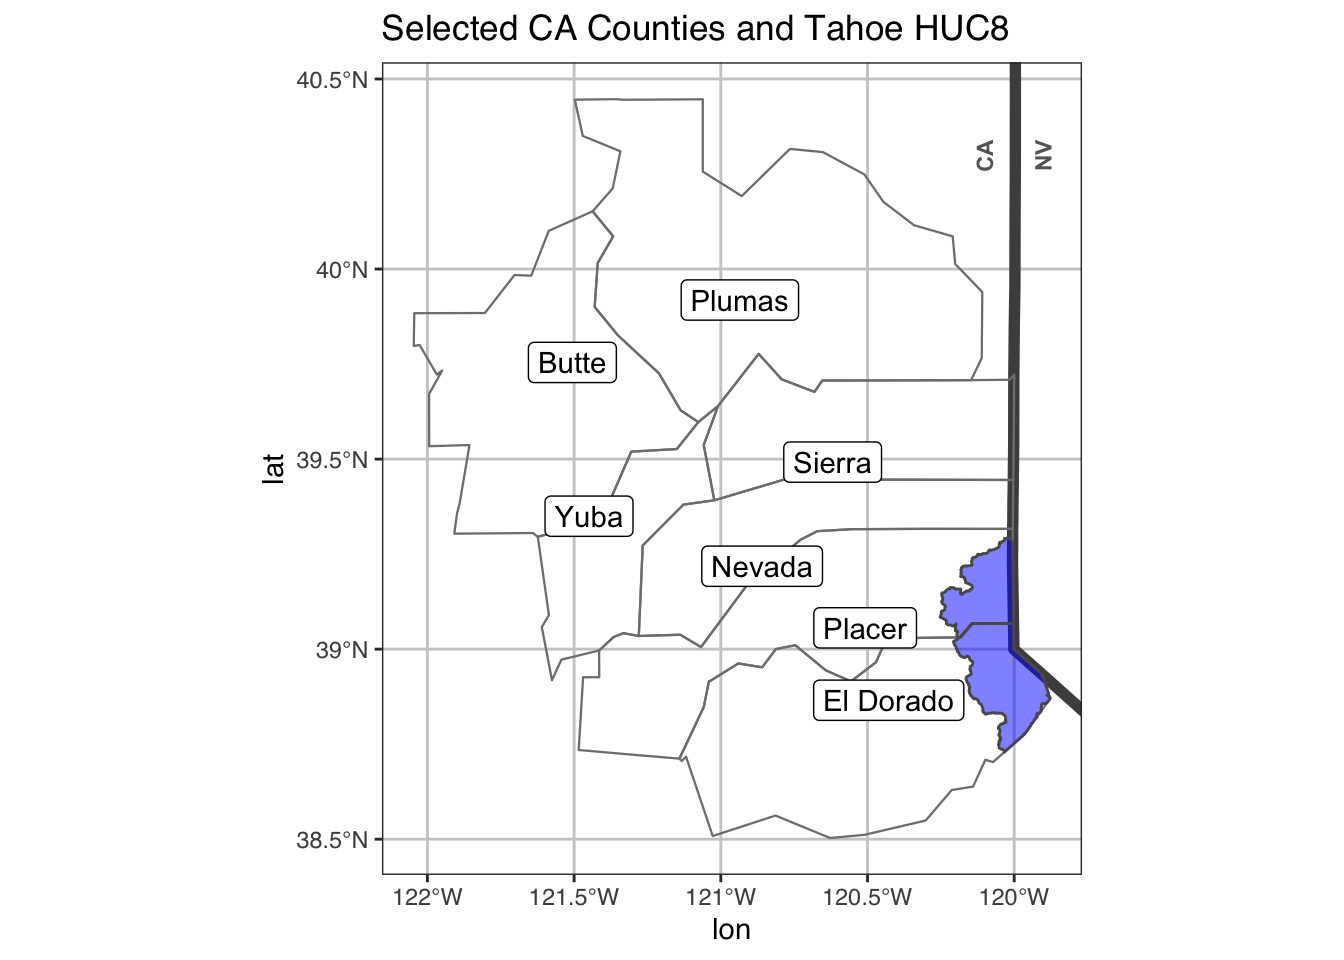 Selected CA Counties and Tahoe HUC8
40.5°N
CA
NV
40°N
Plumas
Butte
39.5°N
Sierra
lat
Yuba
Nevada
Placer
39°N
El Dorado
38.5°N
122°W
121.5°W
121°W
120.5°W
120°W
lon